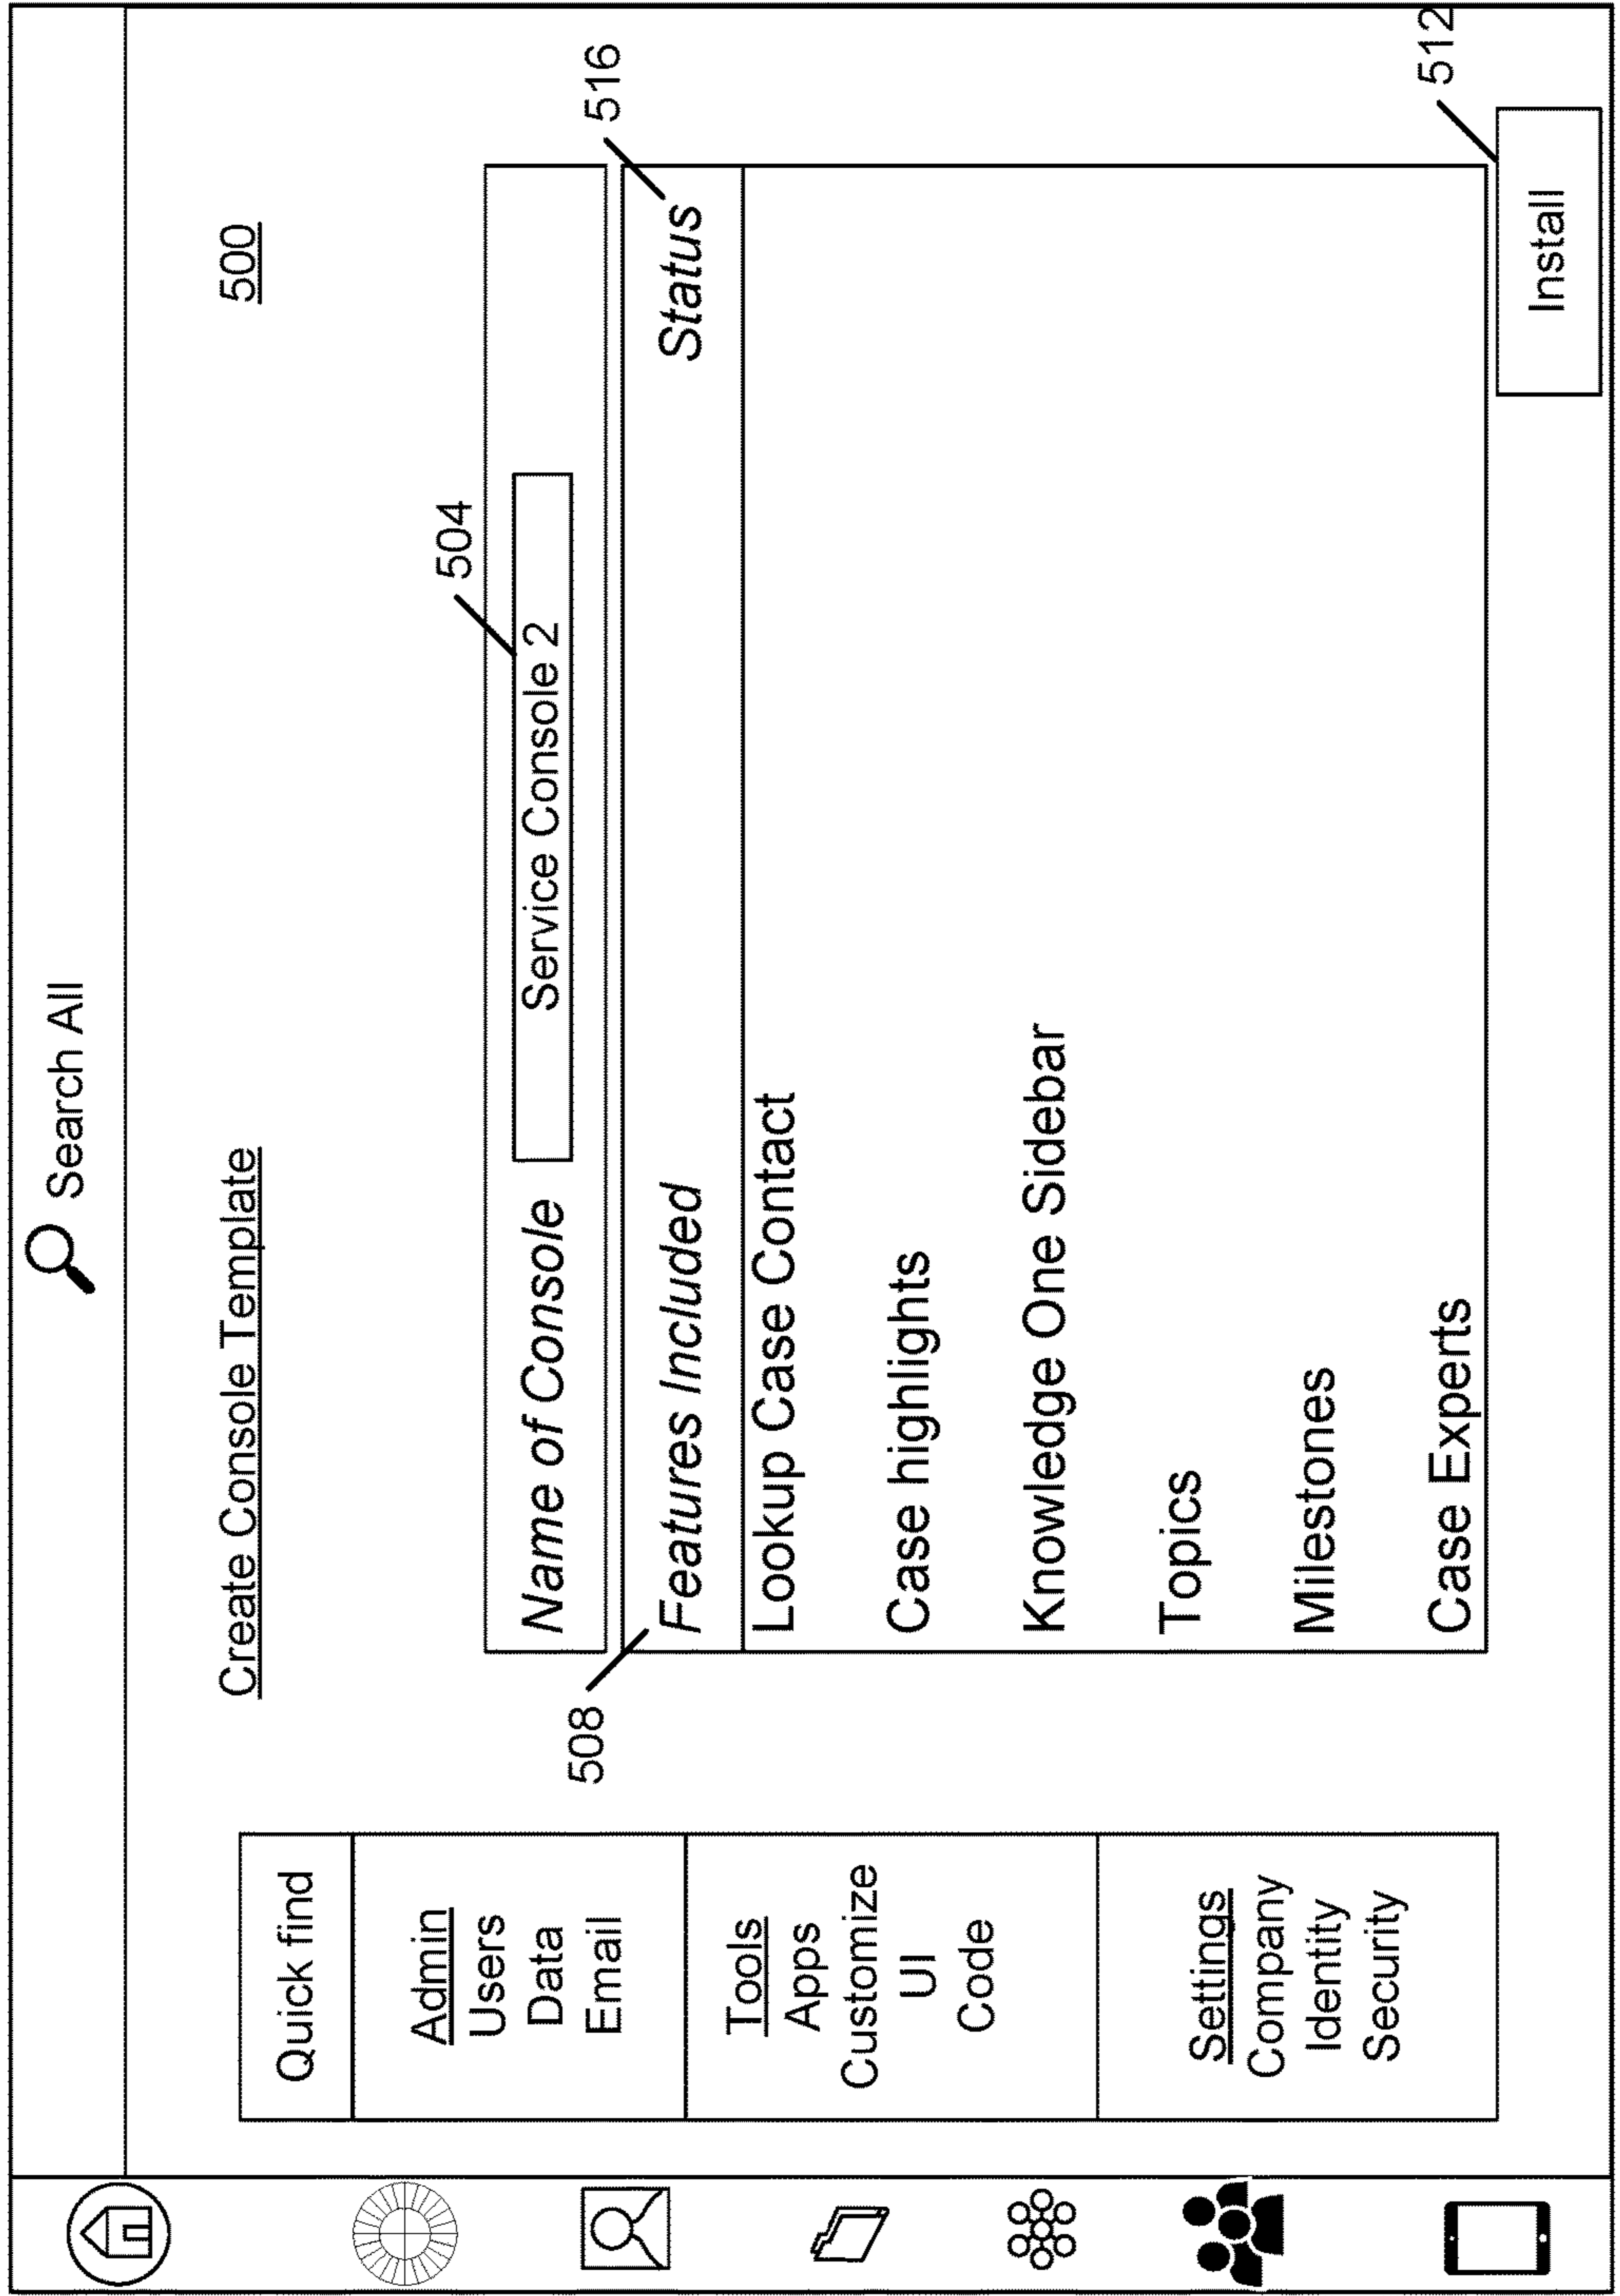 Search All
Create Console Template
500
Quick find
Admin
Users
Data
Email
Tools
Apps
Customize
UI
Code
Settings
Company
Identity
Security
504
Name of Console
Service Console 2
508
516
Features Included
Status
Lookup Case Contact
Case highlights
Knowledge One Sidebar
Topics
Milestones
Case Experts
512
Install